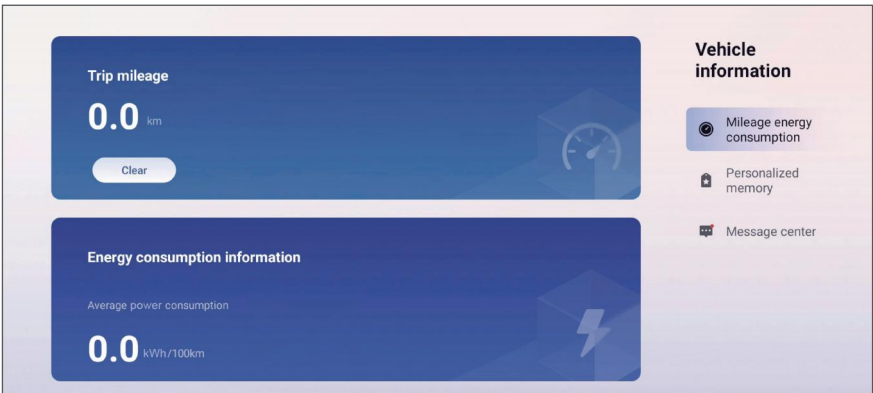 Trip mileage
0.0 km
Clear
Energy consumption information
Average power consumption
0.0 kWh/100km
Vehicle
information
Mileage energy
consumption
Personalized
memory
Message center